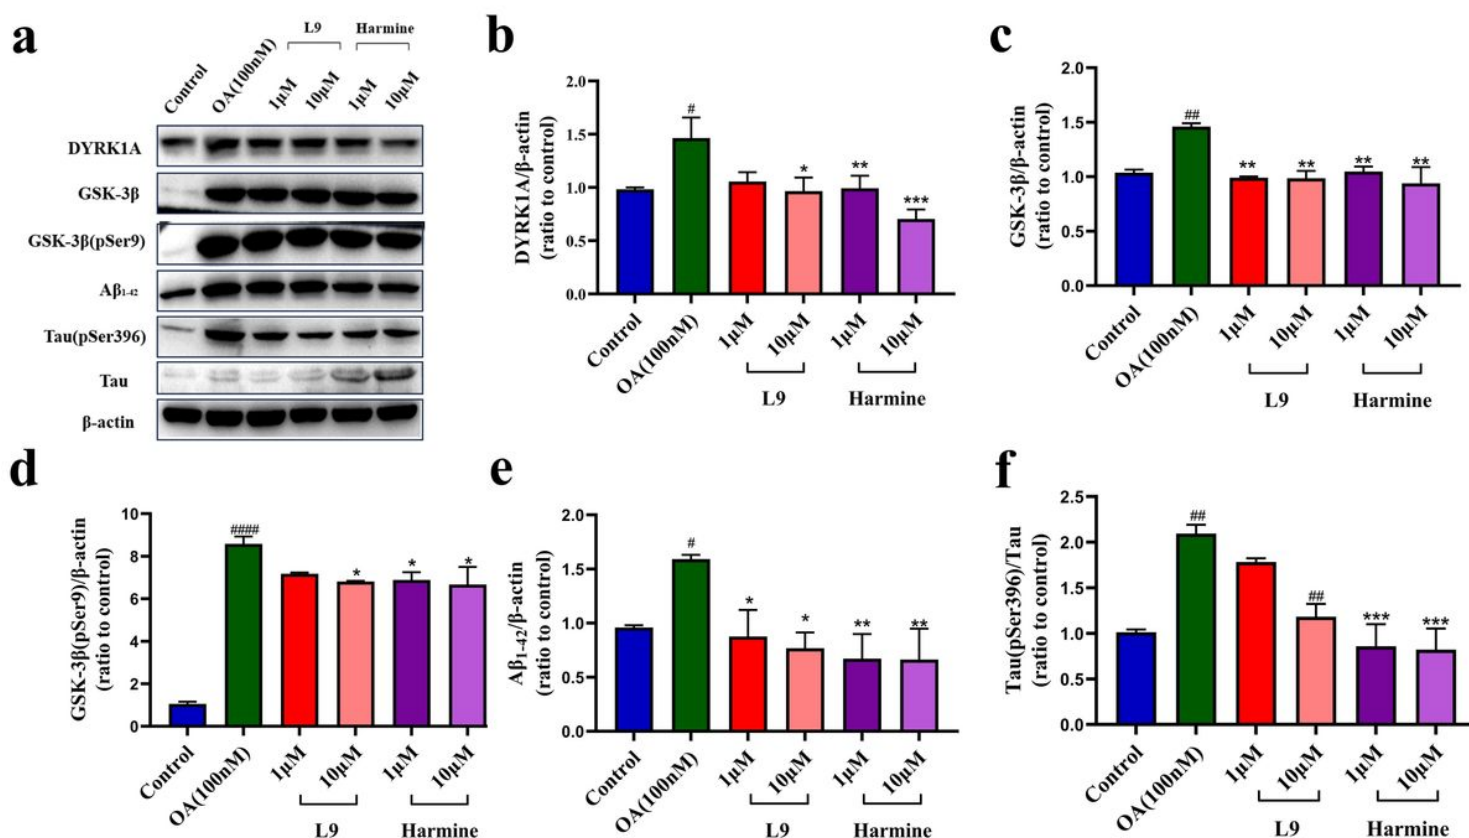 a
L9 Harmine
Control OA(100nM) 1μM 10μM 1μM 10μM
DYRK1A
GSK-3β
GSK-3β(pSer9)
Aβ1-42
Tau(pSer396)
Tau
β-actin
b
DYRK1A/β-actin
(ratio to control)
2.0
1.5
1.0
0.5
0.0
# * ** ***
Control OA(100nM) 1μM 10μM 1μM 10μM
L9 Harmine
c
GSK-3β/β-actin
(ratio to control)
2.0
1.5
1.0
0.5
0.0
## ** ** ** **
Control OA(100nM) 1μM 10μM 1μM 10μM
L9 Harmine
d
GSK-3β(pSer9)/β-actin
(ratio to control)
10
8
6
4
2
0
#### * * *
Control OA(100nM) 1μM 10μM 1μM 10μM
L9 Harmine
e
Aβ1-42/β-actin
(ratio to control)
2.0
1.5
1.0
0.5
0.0
# * * ** **
Control OA(100nM) 1μM 10μM 1μM 10μM
L9 Harmine
f
Tau(pSer396)/Tau
(ratio to control)
2.5
2.0
1.5
1.0
0.5
0.0
## ## *** ***
Control OA(100nM) 1μM 10μM 1μM 10μM
L9 Harmine